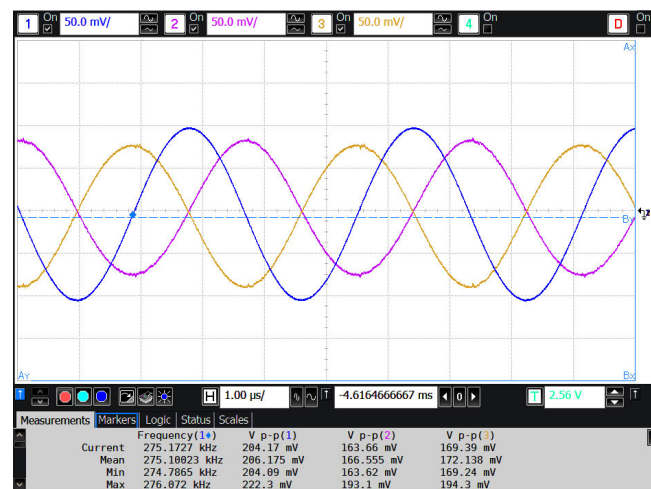 1 On 50.0 mV/ 2 On 50.0 mV/ 3 On 50.0 mV/ 4 On D On
Ax
By
AY Bx
H 1.00 µs/ -4.6164666667 ms 0 T 2.56 V
Measurements Markers Logic Status Scales
Frequency(1♦) V p-p(1) V p-p(2) V p-p(3)
Current 275.1727 kHz 204.17 mV 163.66 mV 169.39 mV
Mean 275.10023 kHz 206.175 mV 166.555 mV 172.138 mV
Min 274.7865 kHz 204.09 mV 163.62 mV 169.24 mV
Max 276.072 kHz 222.3 mV 193.1 mV 194.3 mV